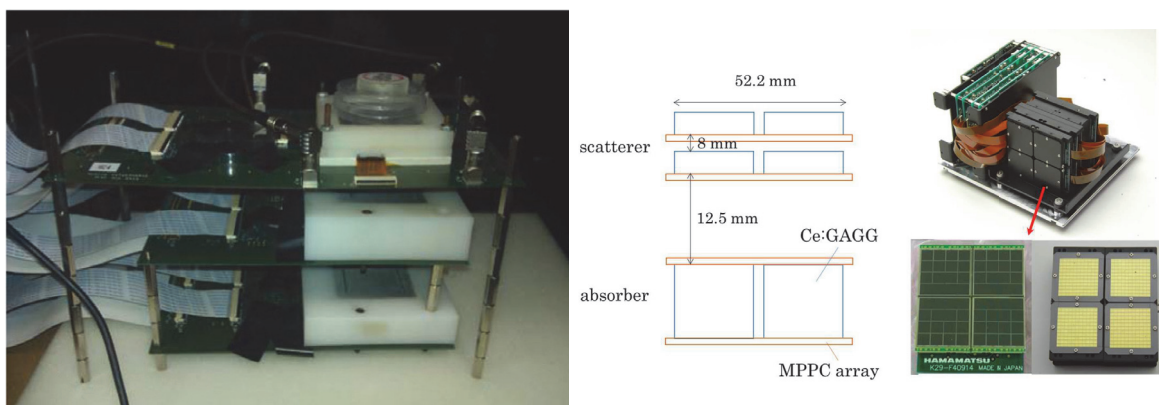 52.2 mm
scatterer
8 mm
12.5 mm
Ce:GAGG
absorber
MPPC array
HAMAMATSU
K29-F40914 MADE IN JAPAN